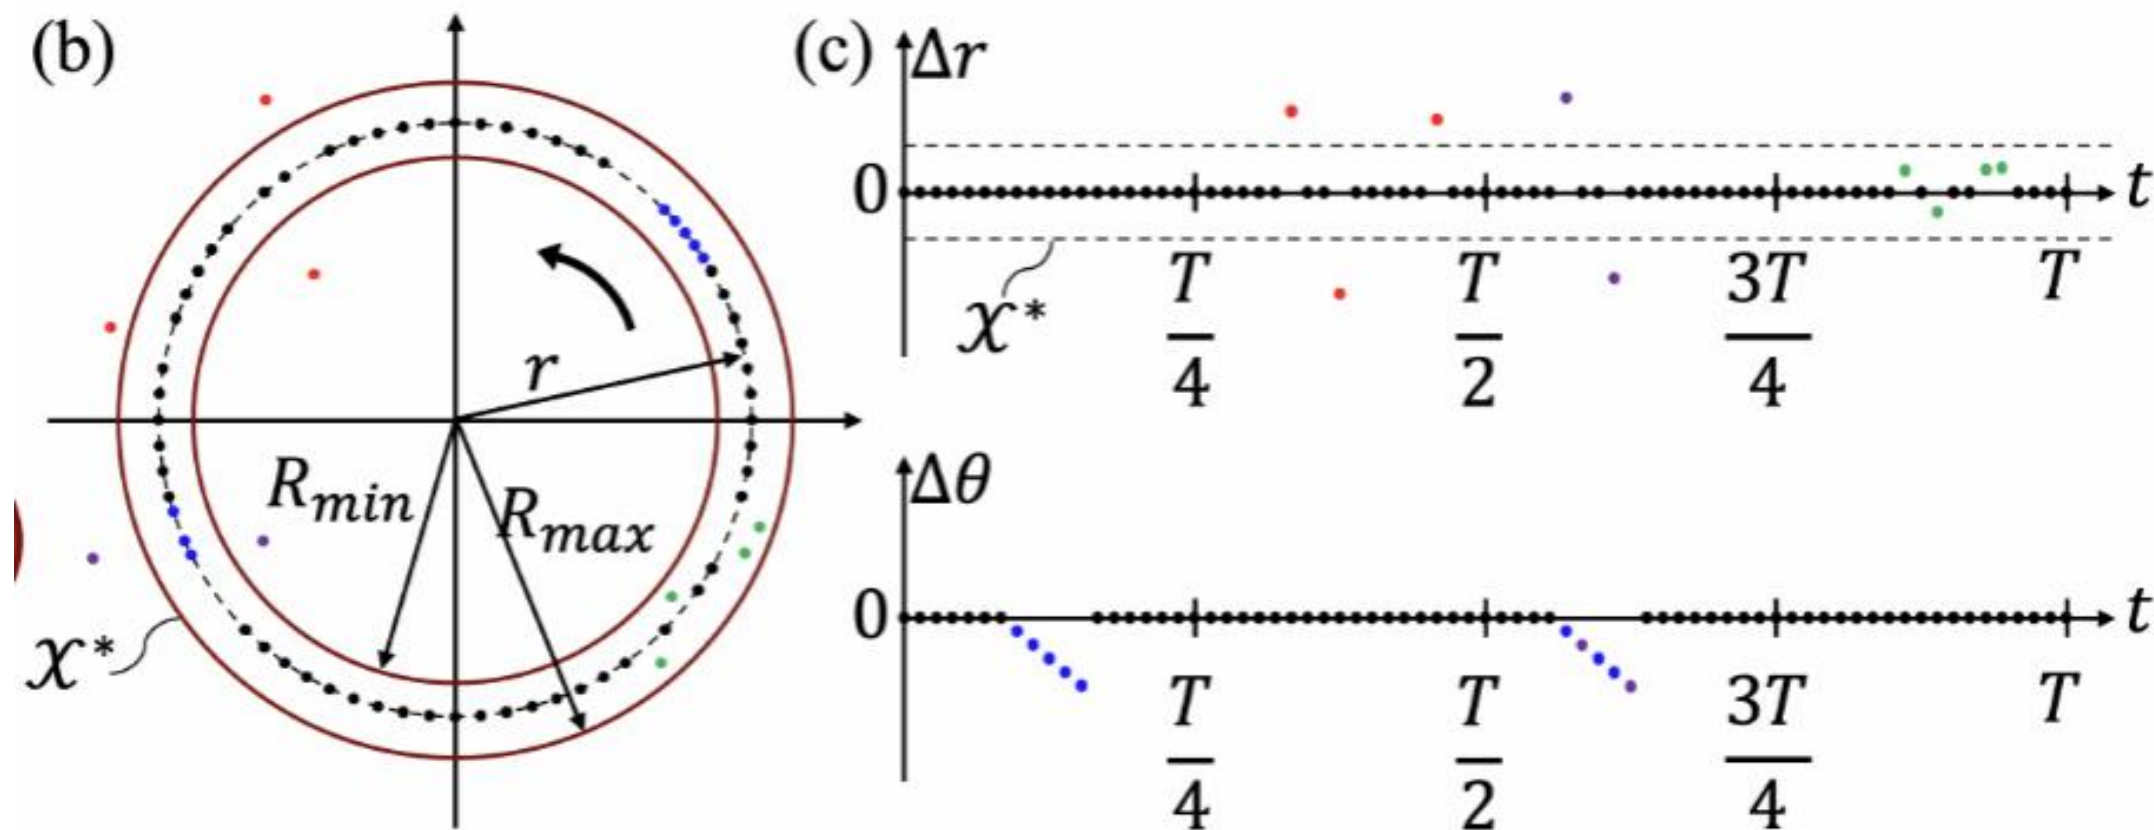 (b)
r
R_min
R_max
𝒳*
(c)
Δr
0
t
𝒳*
T/4
T/2
3T/4
T
Δθ
0
t
T/4
T/2
3T/4
T